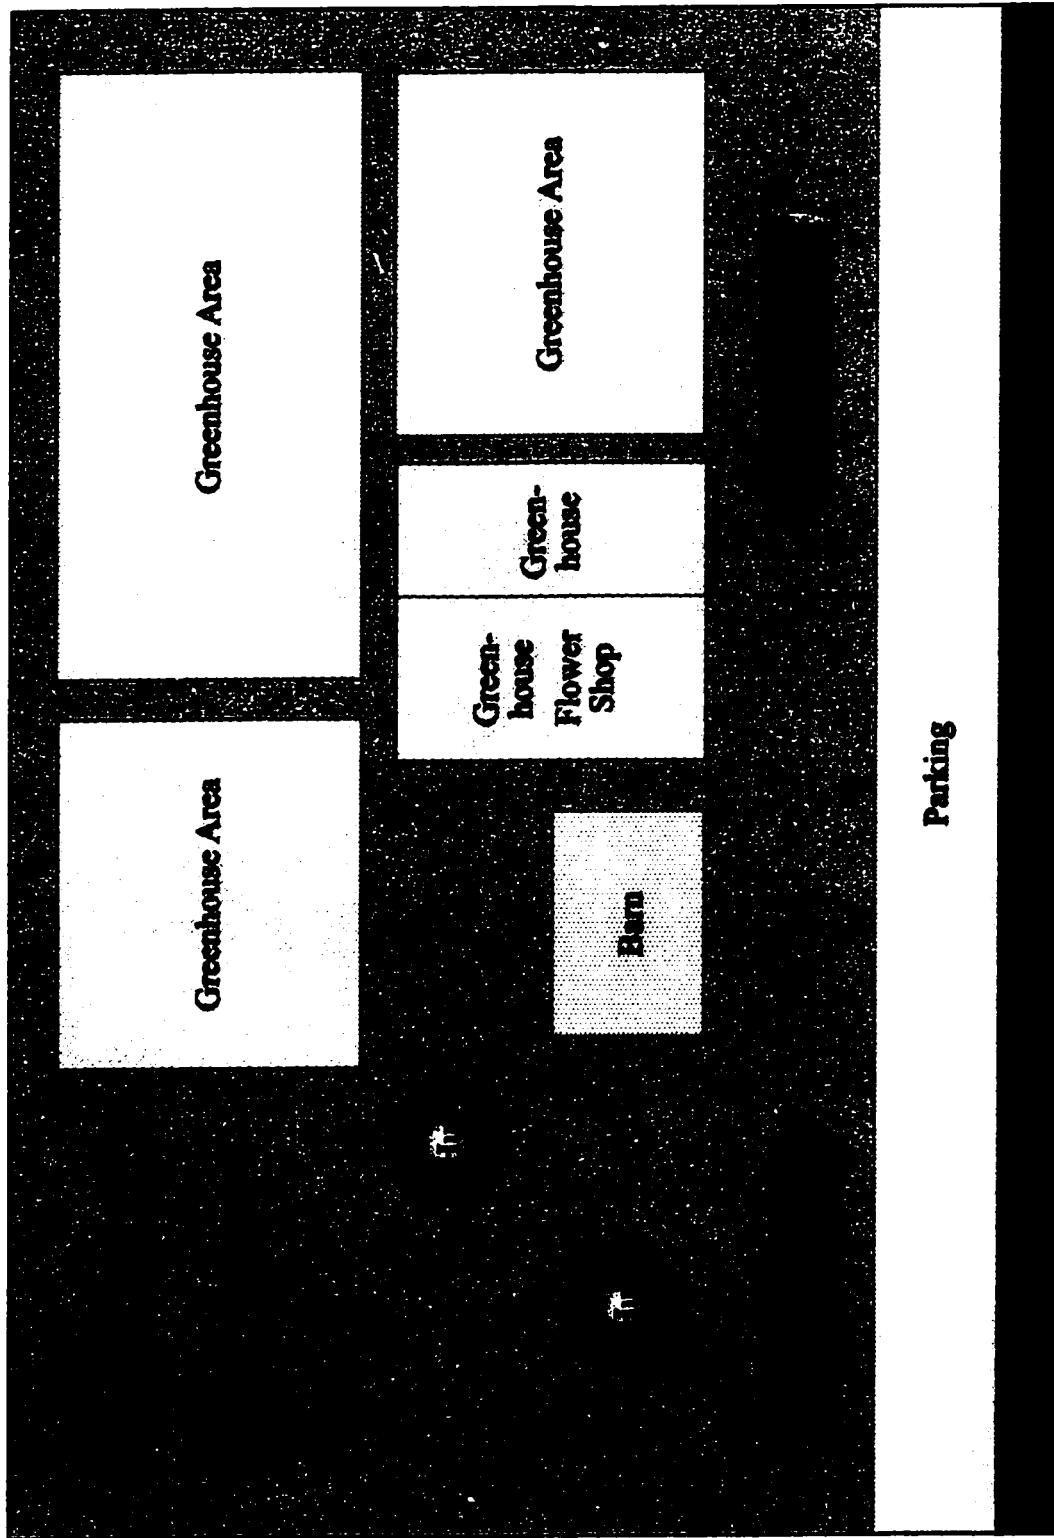 Greenhouse Area
Greenhouse Area
Greenhouse Area
Green-
house
Flower
Shop
Green-
house
Barn
Parking